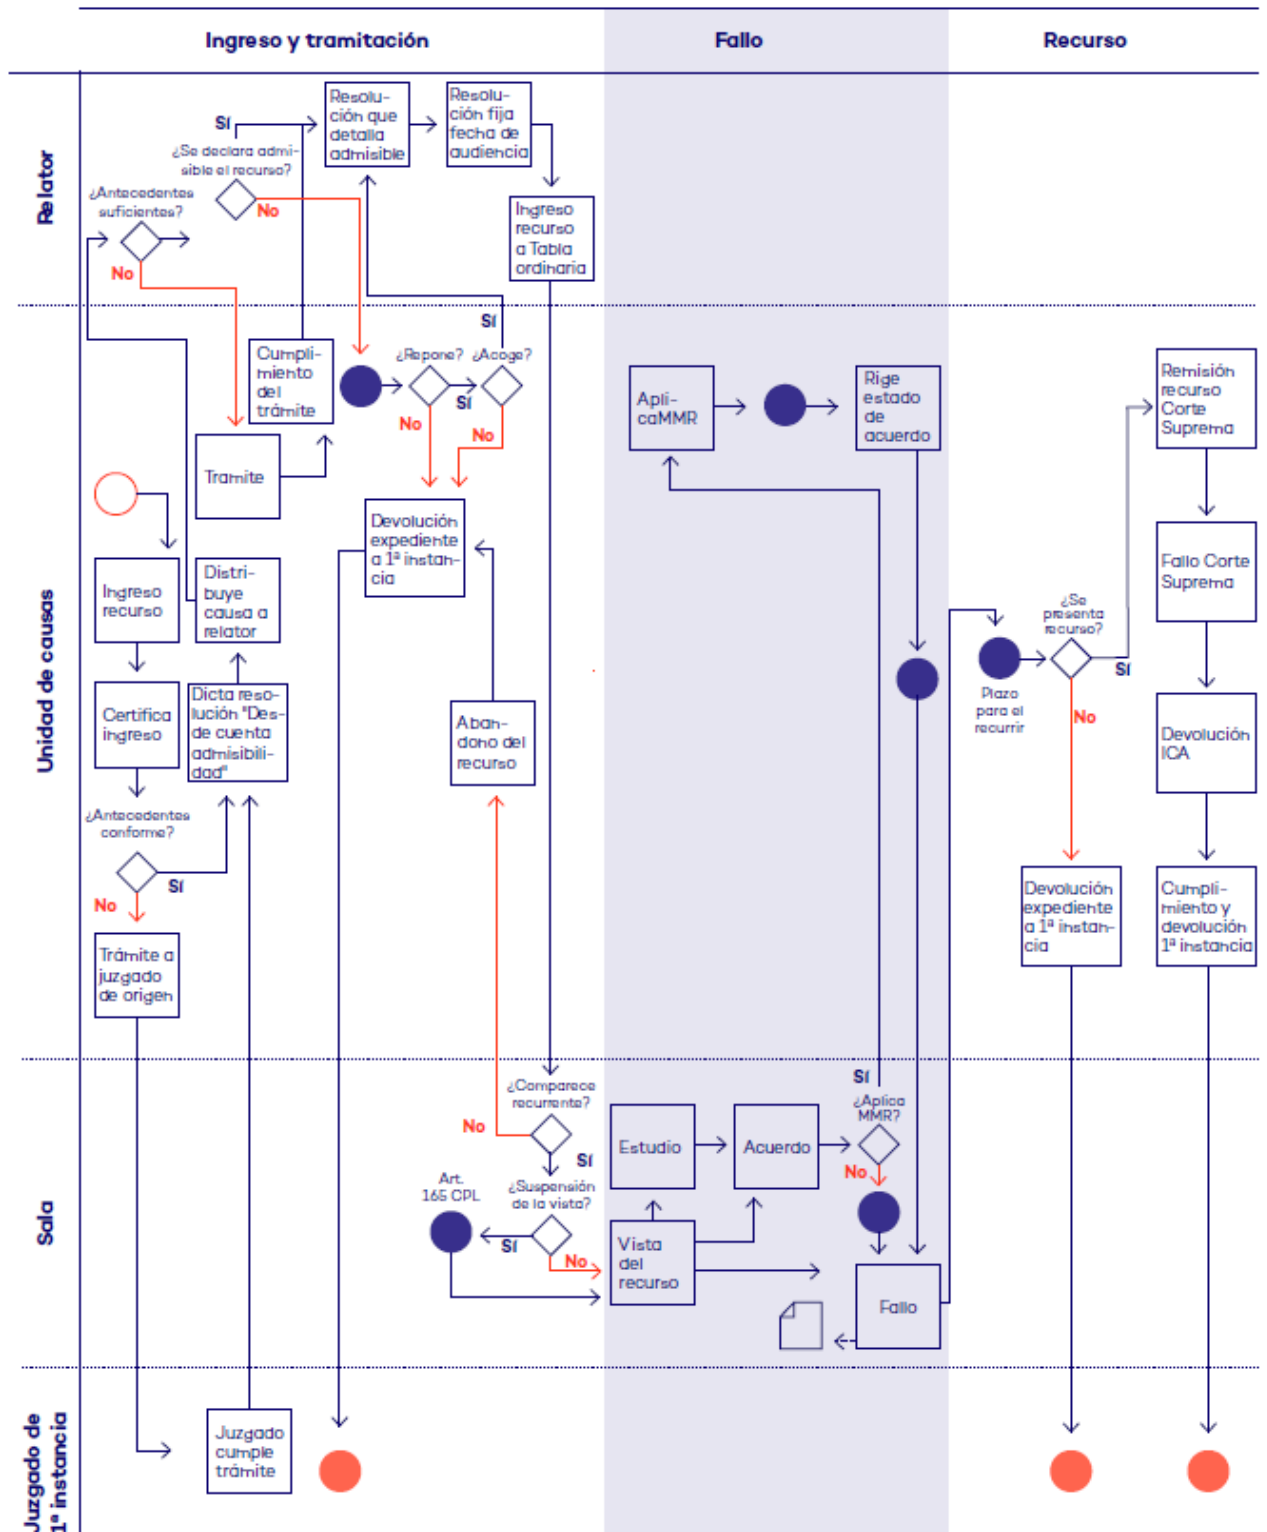 Ingreso y tramitación
Fallo
Recurso
Relator
Resolu-
ción que
detalla
admisible
Resolu-
ción fija
fecha de
audiencia
Sí
¿Se declara admi-
sible el recurso?
No
¿Antecedentes
suficientes?
No
Ingreso
recurso
a Tabla
ordinaria
Unidad de causas
Sí
Cumpli-
miento
del
trámite
¿Repone?
¿Acoge?
Sí
No
No
Tramite
Devolución
expediente
a 1ª instan-
cia
Ingreso
recurso
Distri-
buye
causa a
relator
Certifica
ingreso
Dicta reso-
lución "Des-
de cuenta
admisibili-
dad"
Aban-
dono del
recurso
¿Antecedentes
conforme?
Sí
No
Trámite a
juzgado
de origen
Apli-
caMMR
Rige
estado
de
acuerdo
Remisión
recurso
Corte
Suprema
Fallo Corte
Suprema
¿Se
presenta
recurso?
Sí
Plazo
para el
recurrir
No
Devolución
ICA
Devolución
expediente
a 1ª instan-
cia
Cumpli-
miento y
devolución
1ª instancia
Sala
¿Comparece
recurrente?
No
Sí
Art.
165 CPL
¿Suspensión
de la vista?
Sí
No
Estudio
Acuerdo
Sí
¿Aplica
MMR?
No
Vista
del
recurso
Fallo
Juzgado de
1ª instancia
Juzgado
cumple
trámite